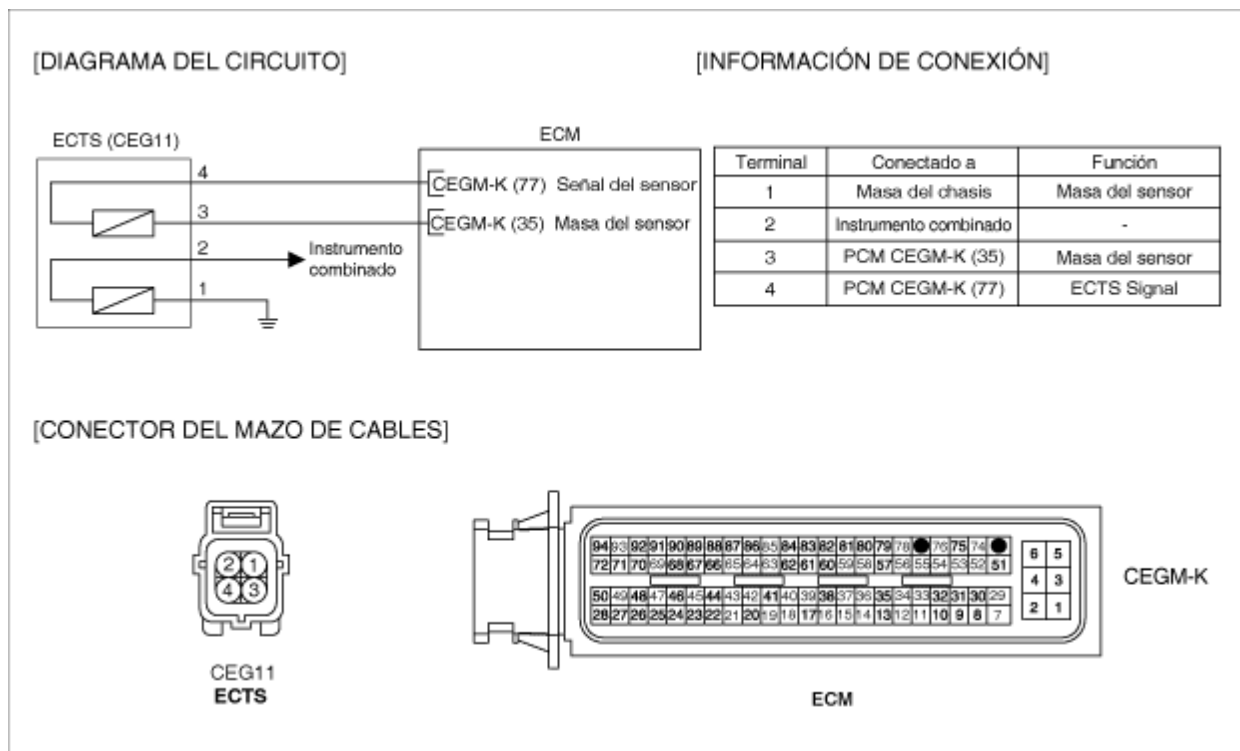 [DIAGRAMA DEL CIRCUITO]
[INFORMACIÓN DE CONEXIÓN]
ECTS (CEG11)
ECM
4
CEGM-K (77) Señal del sensor
3
CEGM-K (35) Masa del sensor
2
Instrumento
combinado
1
Terminal Conectado a Función
1 Masa del chasis Masa del sensor
2 Instrumento combinado -
3 PCM CEGM-K (35) Masa del sensor
4 PCM CEGM-K (77) ECTS Signal
[CONECTOR DEL MAZO DE CABLES]
2 1
4 3
CEG11
ECTS
94 93 92 91 90 89 88 87 86 85 84 83 82 81 80 79 78 76 75 74
72 71 70 69 68 67 66 65 64 63 62 61 60 59 58 57 56 55 54 53 52 51
50 49 48 47 46 45 44 43 42 41 40 39 38 37 36 35 34 33 32 31 30 29
28 27 26 25 24 23 22 21 20 19 18 17 16 15 14 13 12 11 10 9 8 7
6 5
4 3
2 1
CEGM-K
ECM